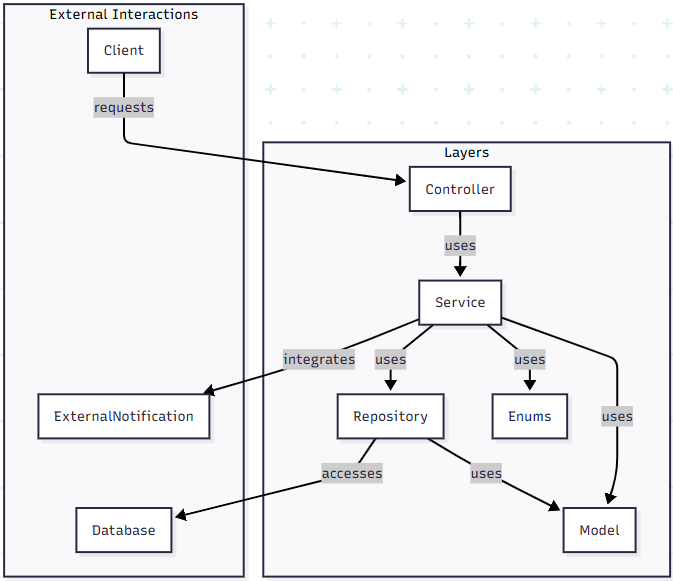 External Interactions
Client
requests
Layers
Controller
uses
Service
integrates
uses
uses
ExternalNotification
Repository
Enums
uses
accesses
uses
Database
Model